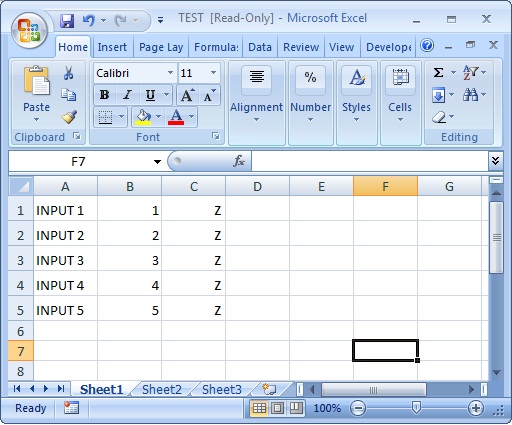 TEST [Read-Only] - Microsoft Excel
Home Insert Page Lay Formula: Data Review View Develope
Paste
Calibri 11
B I U A A
Σ
%
A
Alignment Number Styles Cells
Clipboard Font Editing
F7 fx
A B C D E F G
1 INPUT 1 1 Z
2 INPUT 2 2 Z
3 INPUT 3 3 Z
4 INPUT 4 4 Z
5 INPUT 5 5 Z
6
7
8
Sheet1 Sheet2 Sheet3
Ready 100%